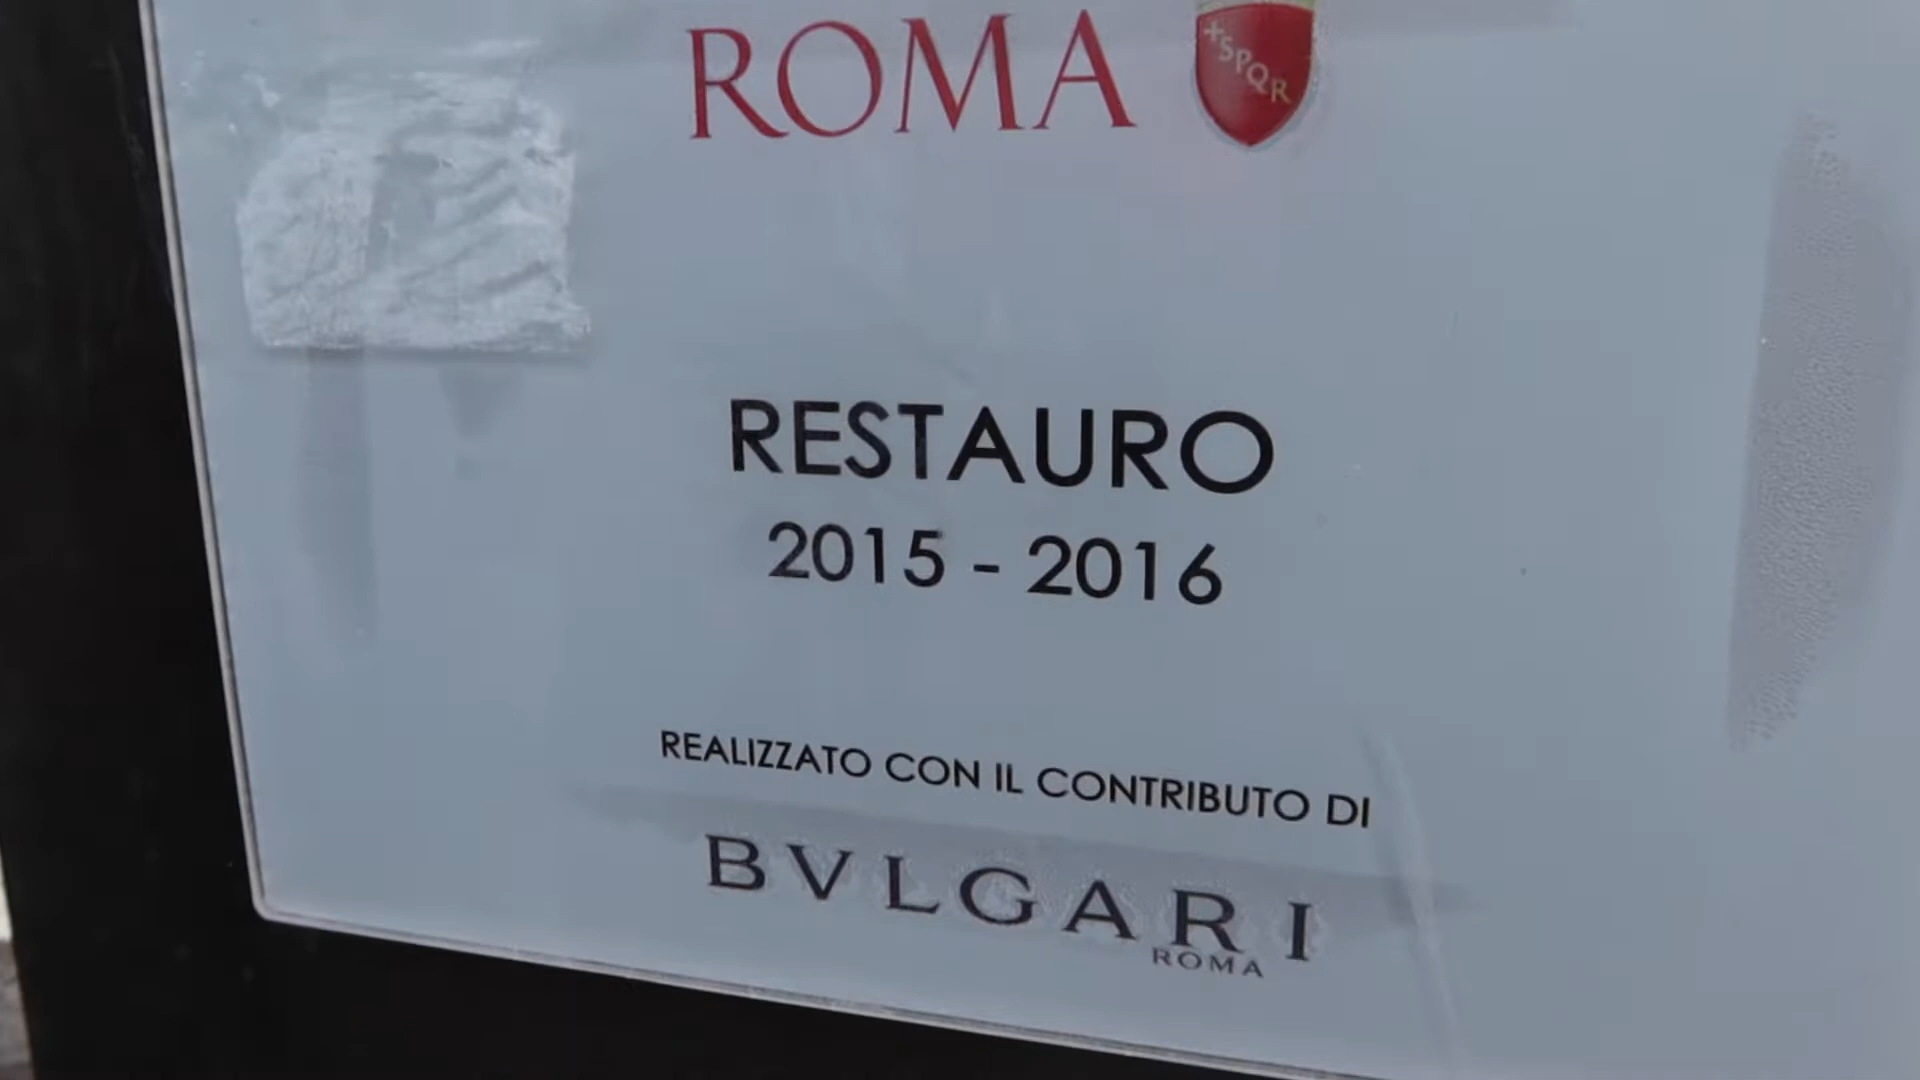 ROMA
SPQR
RESTAURO
2015 - 2016
REALIZZATO CON IL CONTRIBUTO DI
BVLGARI
ROMA